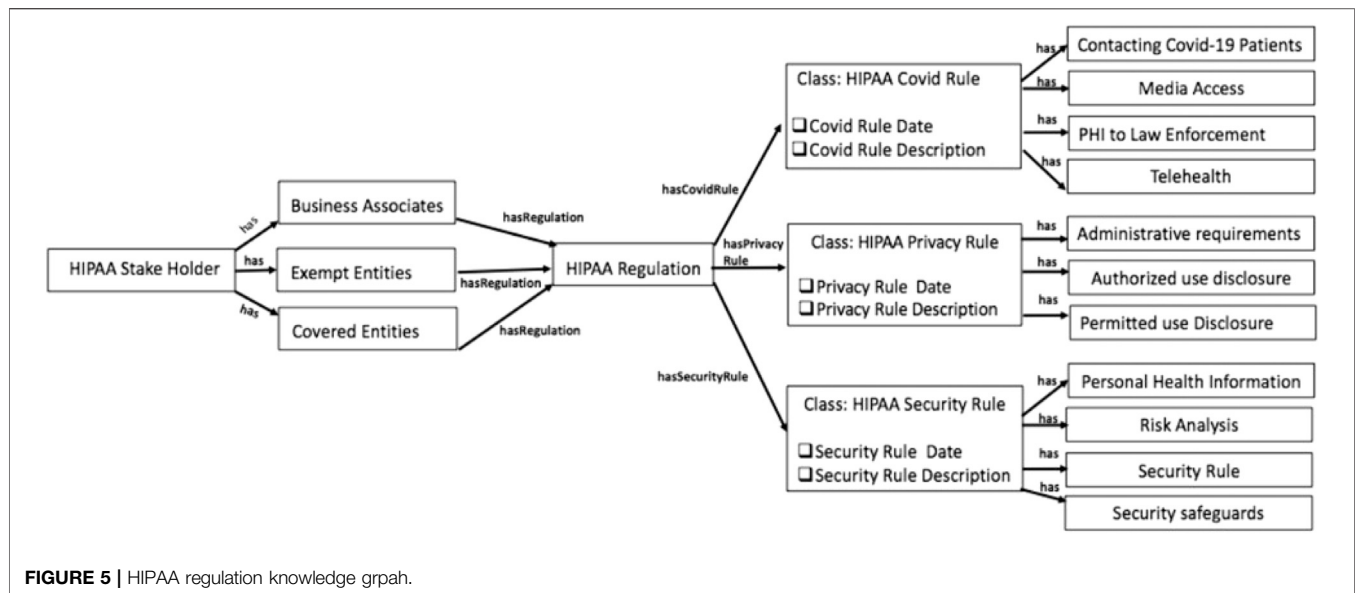 HIPAA Stake Holder
has
has
has
Business Associates
Exempt Entities
Covered Entities
hasRegulation
hasRegulation
hasRegulation
HIPAA Regulation
hasCovidRule
hasPrivacy
Rule
hasSecurityRule
Class: HIPAA Covid Rule
❑Covid Rule Date
❑Covid Rule Description
has
Contacting Covid-19 Patients
has
Media Access
has
PHI to Law Enforcement
has
Telehealth
Class: HIPAA Privacy Rule
❑Privacy Rule Date
❑Privacy Rule Description
has
Administrative requirements
has
Authorized use disclosure
has
Permitted use Disclosure
Class: HIPAA Security Rule
❑Security Rule Date
❑Security Rule Description
has
Personal Health Information
has
Risk Analysis
has
Security Rule
has
Security safeguards
FIGURE 5 | HIPAA regulation knowledge grpah.